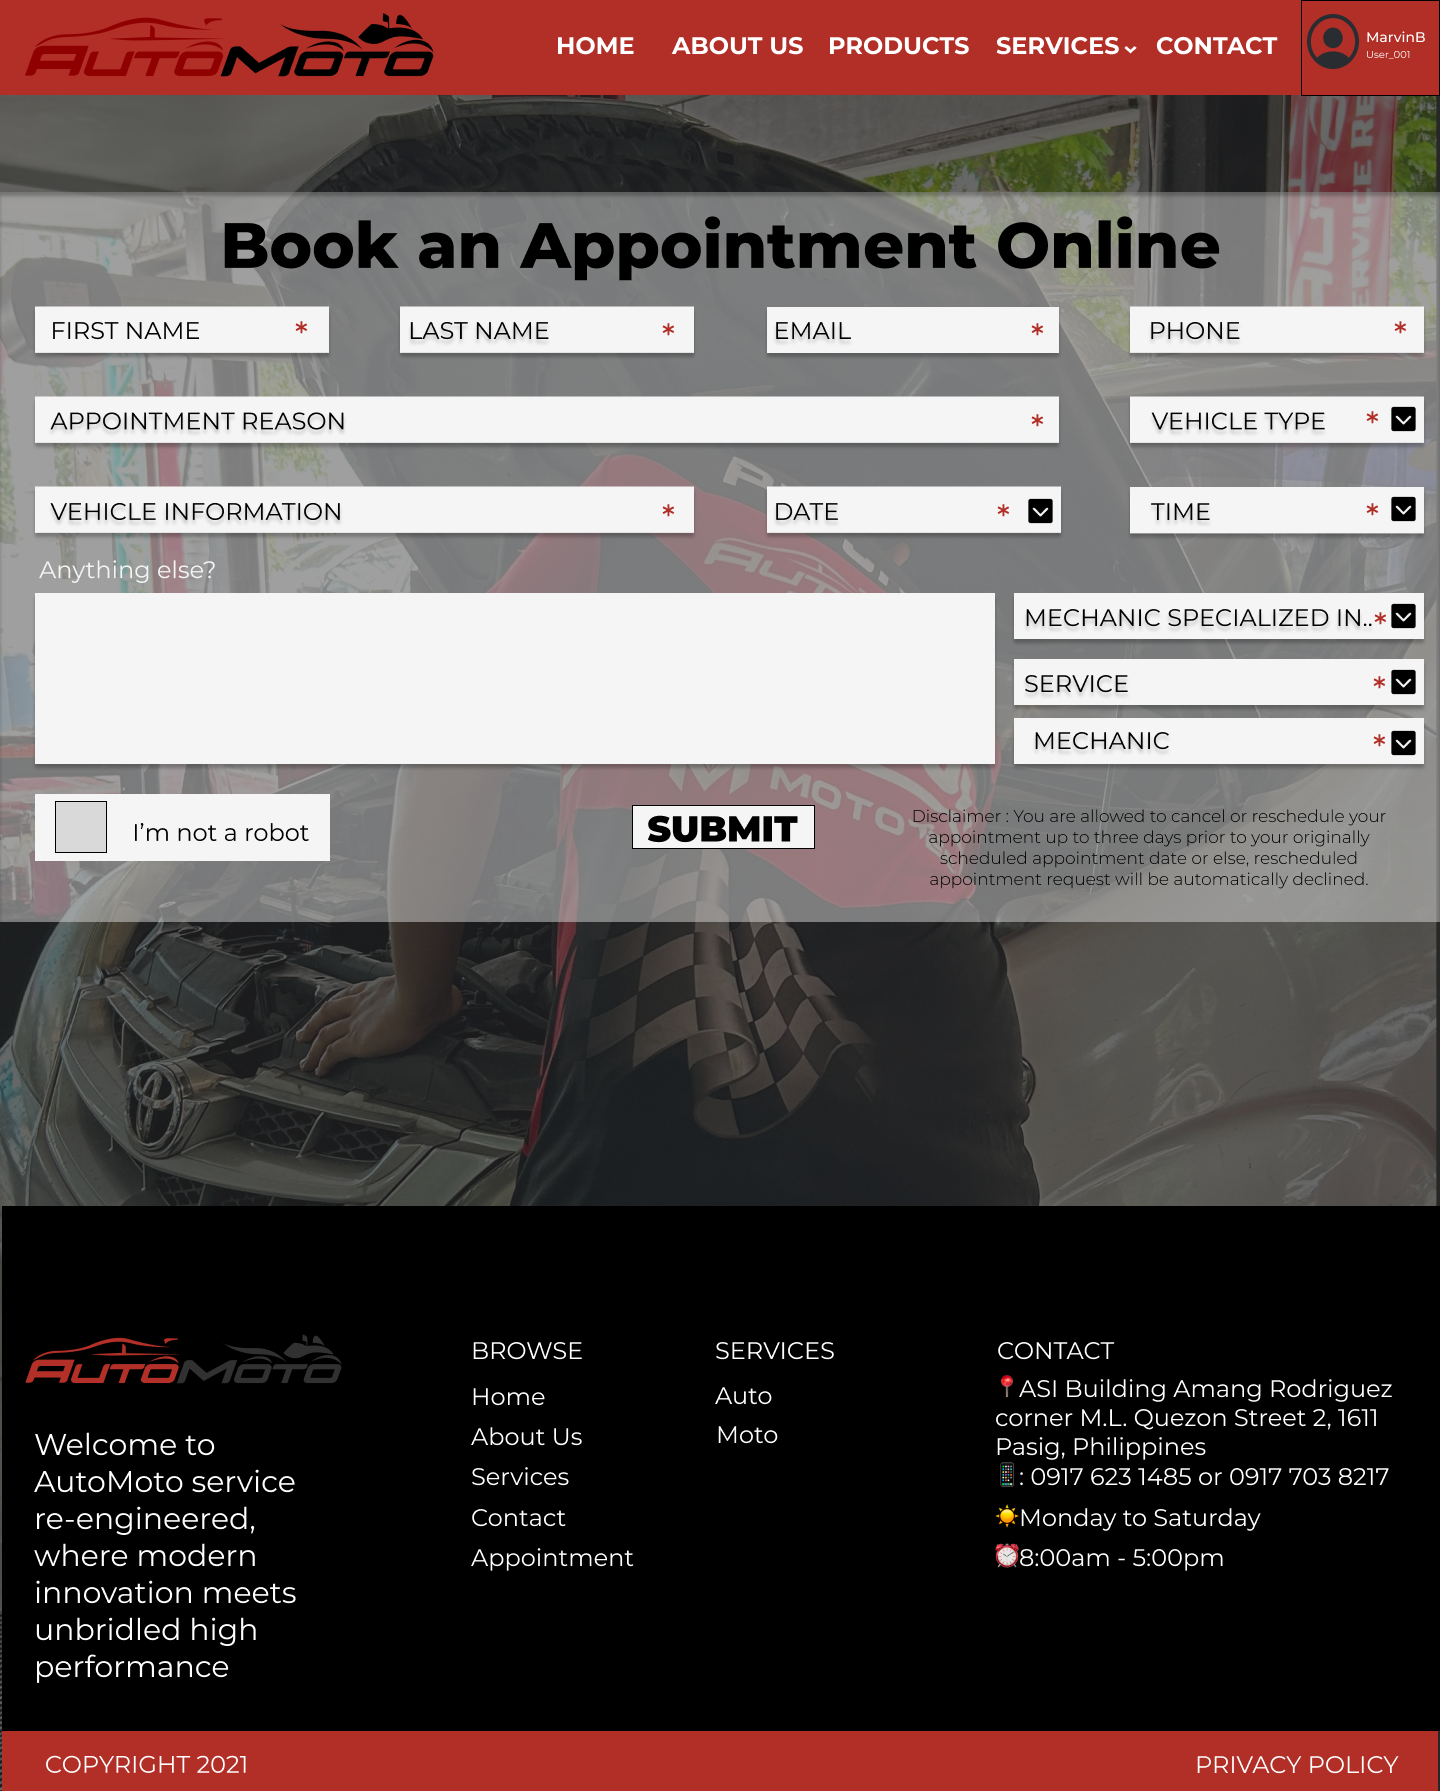 AUTOMOTO
HOME ABOUT US PRODUCTS SERVICES CONTACT
MarvinB
User_001
Book an Appointment Online
FIRST NAME *
LAST NAME *
EMAIL *
PHONE *
APPOINTMENT REASON *
VEHICLE TYPE *
VEHICLE INFORMATION *
DATE *
TIME *
Anything else?
MECHANIC SPECIALIZED IN..*
SERVICE *
MECHANIC *
I'm not a robot
SUBMIT
Disclaimer : You are allowed to cancel or reschedule your
appointment up to three days prior to your originally
scheduled appointment date or else, rescheduled
appointment request will be automatically declined.
MOTO
AUTOMOTO
Welcome to
AutoMoto service
re-engineered,
where modern
innovation meets
unbridled high
performance
BROWSE
Home
About Us
Services
Contact
Appointment
SERVICES
Auto
Moto
CONTACT
📍ASI Building Amang Rodriguez
corner M.L. Quezon Street 2, 1611
Pasig, Philippines
📱: 0917 623 1485 or 0917 703 8217
☀️Monday to Saturday
⏰8:00am - 5:00pm
COPYRIGHT 2021
PRIVACY POLICY